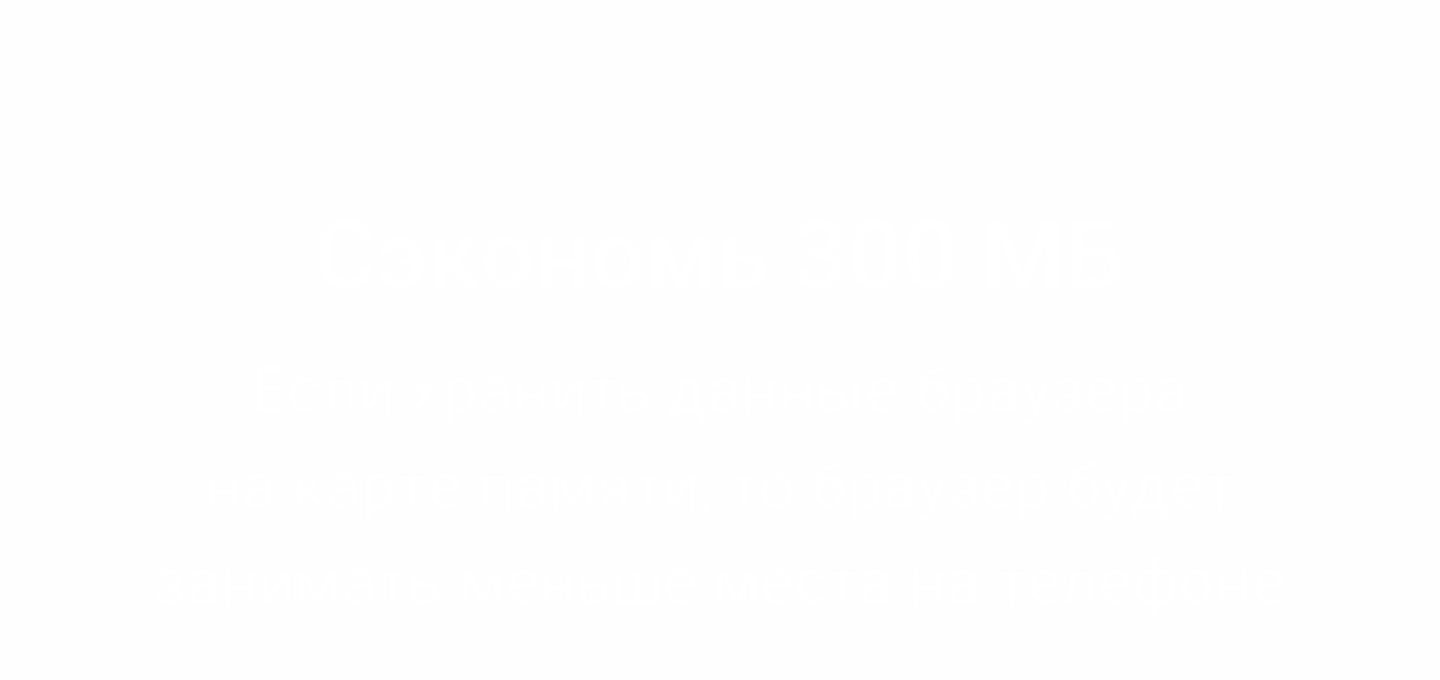 Сэкономь 300 МБ
Если хранить данные браузера
на карте памяти, то браузер будет
занимать меньше места на телефоне